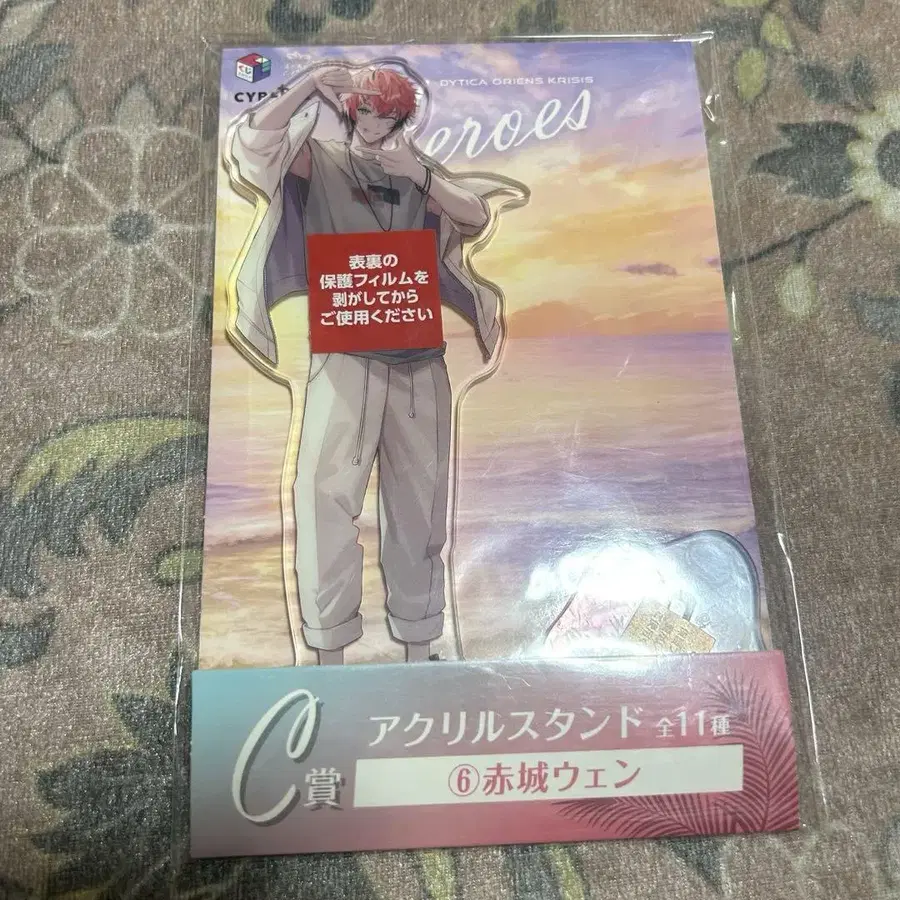 くじ
CYP
DYTICA ORIENS KRISIS
eroes
表裏の
保護フィルムを
剥がしてから
ご使用ください
C賞
アクリルスタンド 全11種
⑥赤城ウェン